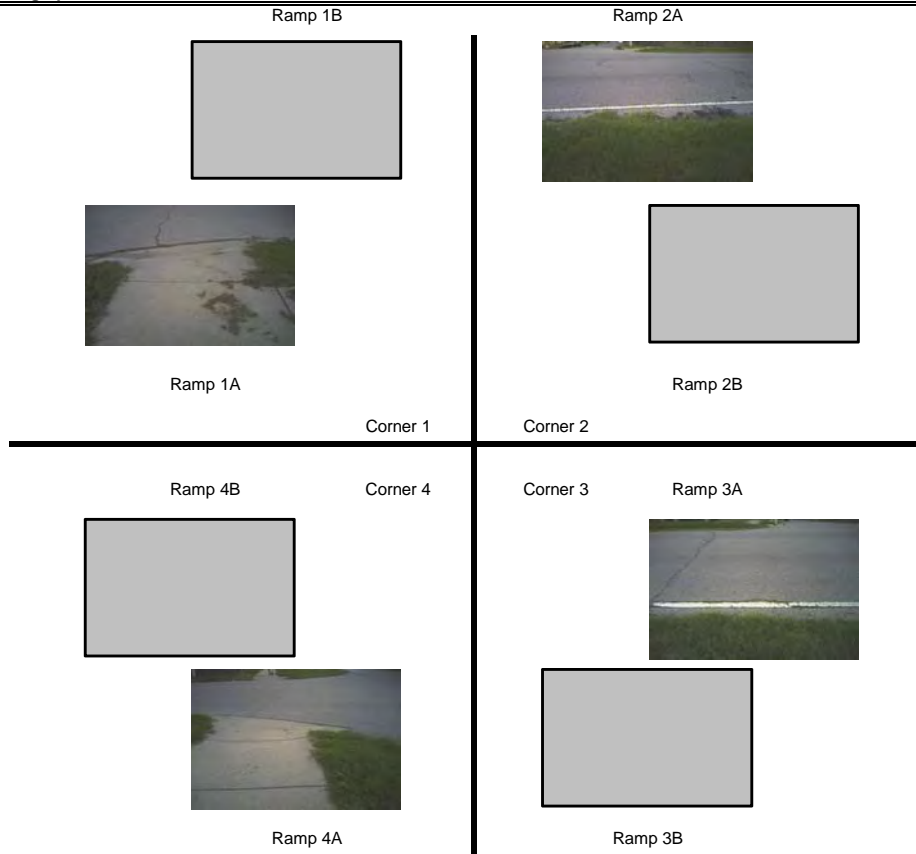 Ramp 1B Ramp 2A
Ramp 1A Ramp 2B
Corner 1 Corner 2
Ramp 4B Corner 4 Corner 3 Ramp 3A
Ramp 4A Ramp 3B